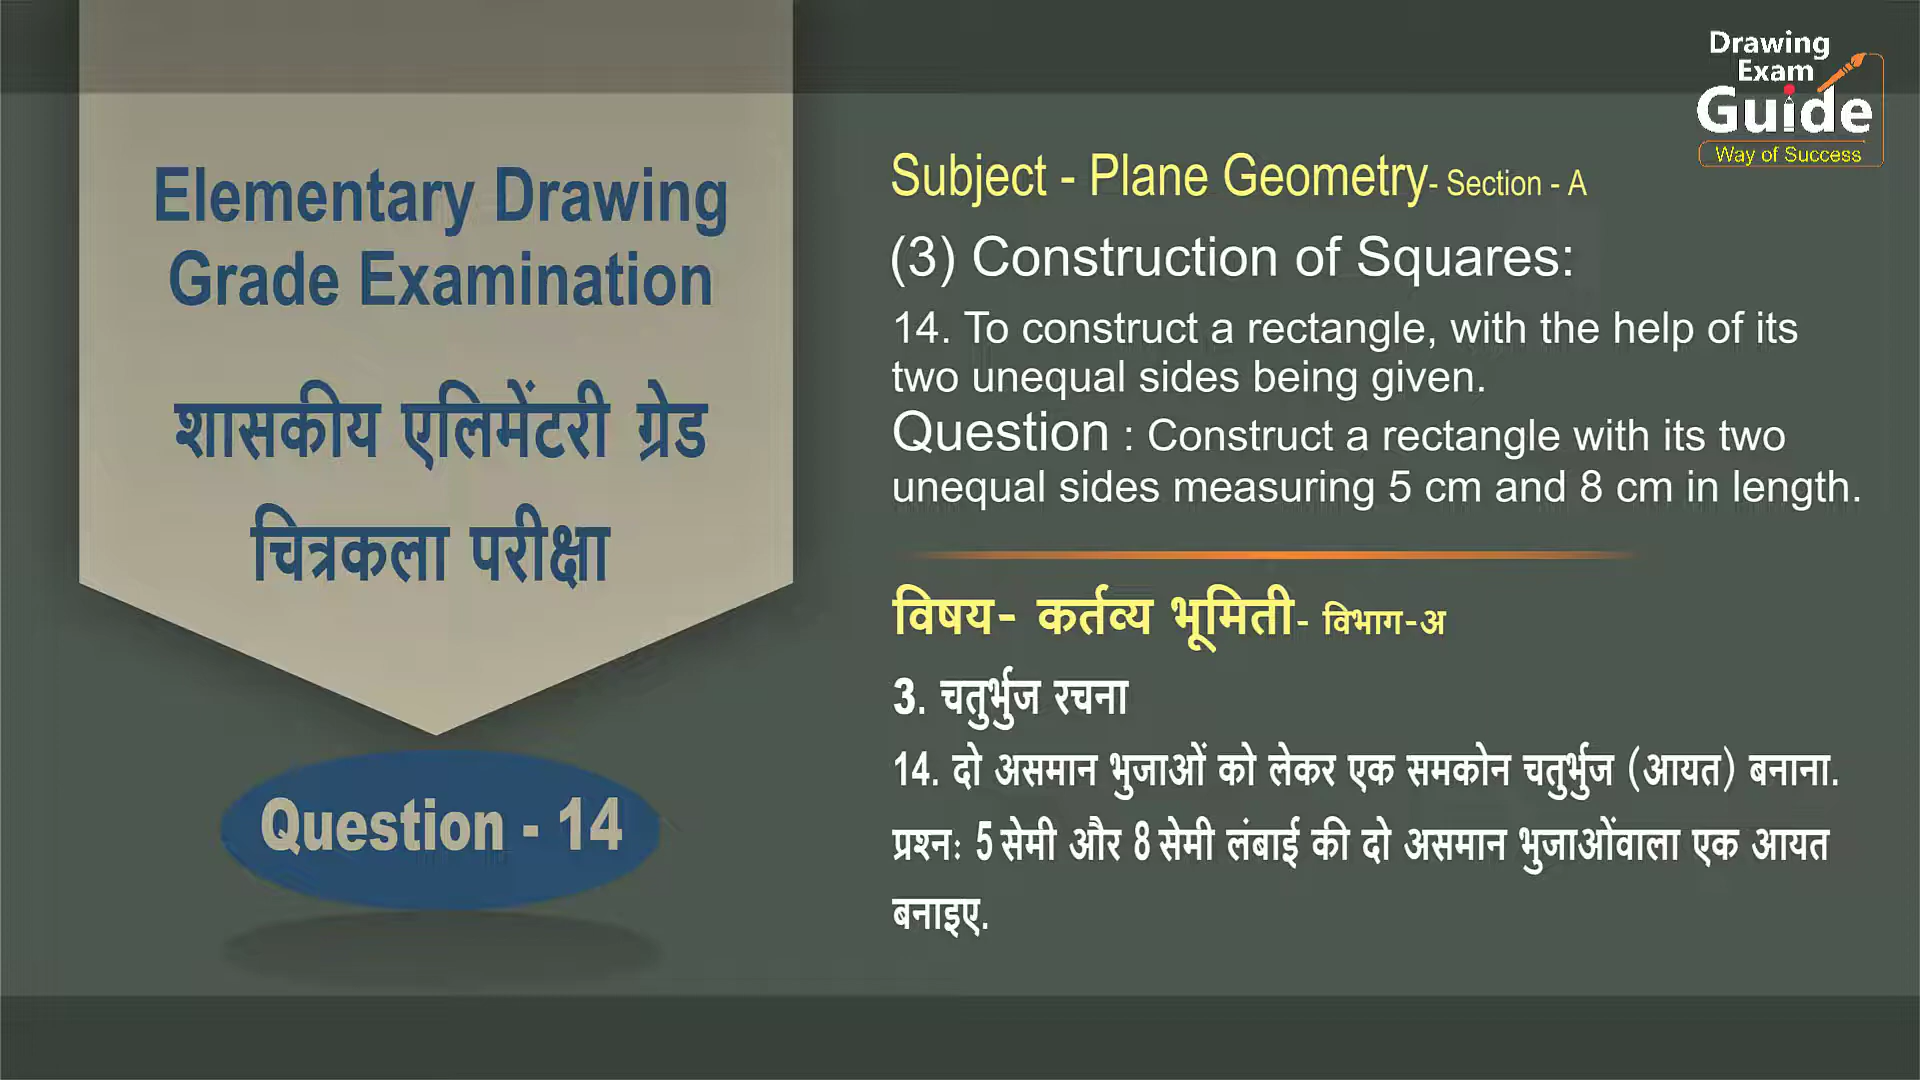 Elementary Drawing
Grade Examination
शासकीय एलिमेंटरी ग्रेड
चित्रकला परीक्षा
Question - 14
Drawing
Exam
Guide
Way of Success
Subject - Plane Geometry- Section - A
(3) Construction of Squares:
14. To construct a rectangle, with the help of its
two unequal sides being given.
Question : Construct a rectangle with its two
unequal sides measuring 5 cm and 8 cm in length.
विषय- कर्तव्य भूमिती- विभाग-अ
3. चतुर्भुज रचना
14. दो असमान भुजाओं को लेकर एक समकोन चतुर्भुज (आयत) बनाना.
प्रश्नः 5 सेमी और 8 सेमी लंबाई की दो असमान भुजाओंवाला एक आयत
बनाइए.